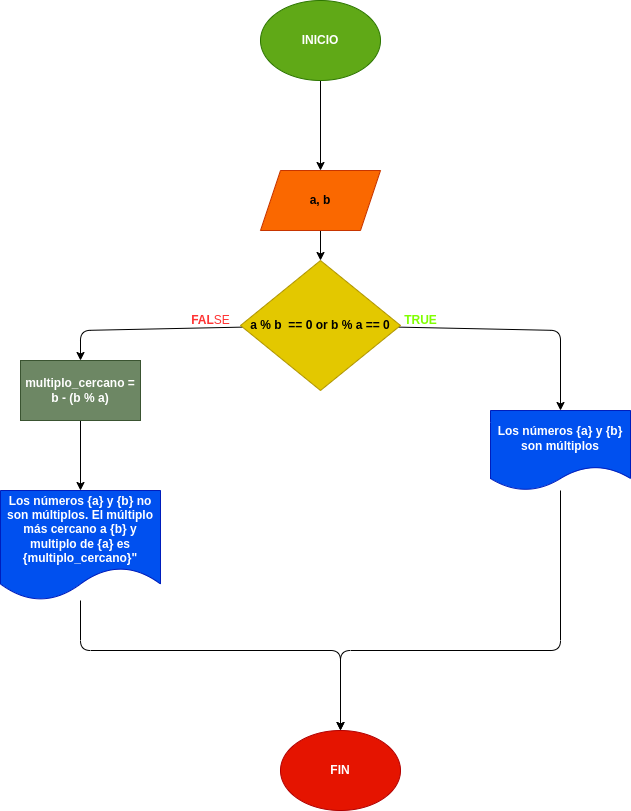 INICIO
a, b
a % b  == 0 or b % a == 0
FALSE
TRUE
multiplo_cercano =
b - (b % a)
Los números {a} y {b}
son múltiplos
Los números {a} y {b} no
son múltiplos. El múltiplo
más cercano a {b} y
multiplo de {a} es
{multiplo_cercano}"
FIN